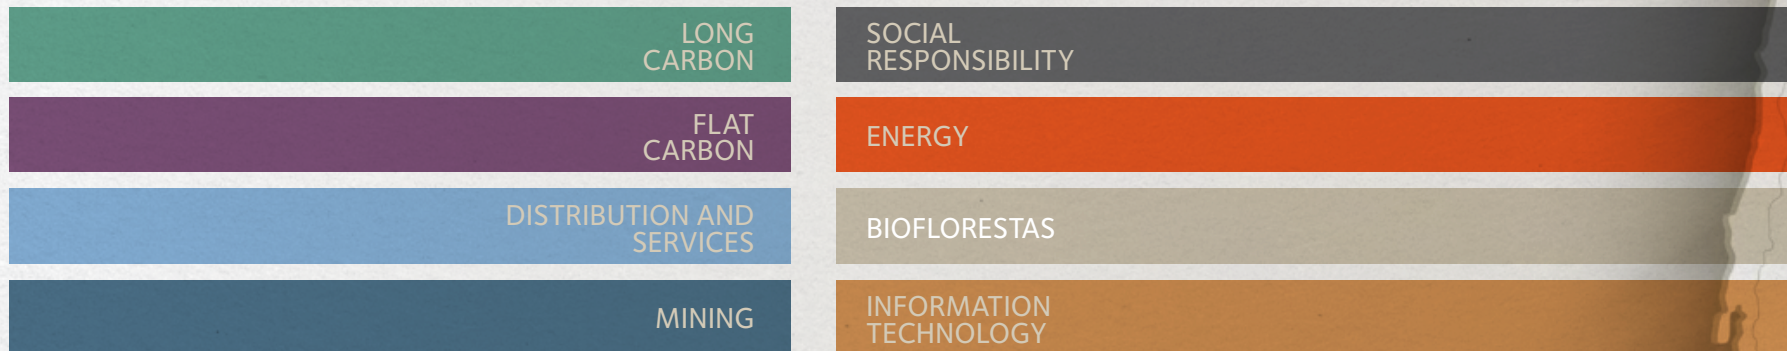 LONG
CARBON
FLAT
CARBON
DISTRIBUTION AND
SERVICES
MINING
SOCIAL
RESPONSIBILITY
ENERGY
BIOFLORESTAS
INFORMATION
TECHNOLOGY